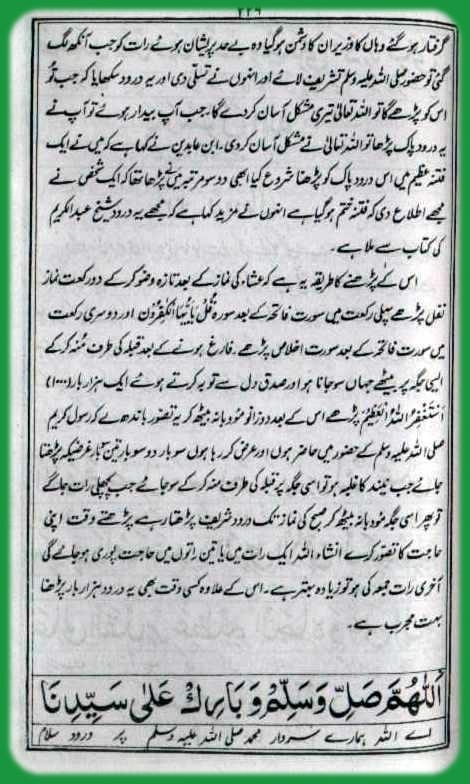 ۲۲۶
گرفتار ہو گئے وہاں کا وزیر ان کا دشمن ہو گیا وہ بے حد پریشان ہوئے رات کو جب آنکھ لگ
گئی تو حضور صلی اللہ علیہ وسلم تشریف لائے اور انہوں نے تسلی دی اور یہ درود سکھایا کہ جب تُو
اس کو پڑھے گا تو اللہ تعالیٰ تیری مشکل آسان کر دے گا۔ جب آپ بیدار ہوئے تو آپ نے
یہ درود پاک پڑھا تو اللہ تعالیٰ نے مشکل آسان کر دی۔ ابن عابدین نے کہا ہے کہ میں نے ایک
فتنہ عظیم میں اس درود پاک کو پڑھنا شروع کیا ابھی دو سو مرتبہ میں نے پڑھا تھا کہ ایک شخص نے
مجھے اطلاع دی کہ فتنہ ختم ہو گیا ہے انہوں نے مزید کہا ہے کہ مجھے یہ درود شیخ عبدالکریم
کی کتاب سے ملا ہے۔
اس کے پڑھنے کا طریقہ یہ ہے کہ عشاء کی نماز کے بعد تازہ وضو کر کے دو رکعت نماز
نفل پڑھے پہلی رکعت میں سورت فاتحہ کے بعد سورہ قُلْ يٰٓاَيُّهَا الْكٰفِرُوْنَ اور دوسری رکعت
میں سورت فاتحہ کے بعد سورت اخلاص پڑھے۔ فارغ ہونے کے بعد قبلہ کی طرف مُنہ کر کے
ایسی جگہ پر بیٹھے جہاں سو جانا ہو اور صدق دل سے توبہ کرتے ہوئے ایک ہزار بار (۱۰۰۰)
اَسْتَغْفِرُ اللّٰهَ الْعَظِيْمَ پڑھے اس کے بعد دوزانو مؤدبانہ بیٹھ کر یہ تصور باندھے کہ رسول کریم
صلی اللہ علیہ وسلم کے حضور میں حاضر ہوں اور عرض کر رہا ہوں سو بار دو سو بار تین سو بار غرضیکہ پڑھتا
جائے جب نیند کا غلبہ ہو تو اسی جگہ پر قبلہ کی طرف منہ کر کے سو جائے جب پچھلی رات جاگے
تو پھر اسی جگہ مؤدبانہ بیٹھ کر صبح کی نماز تک درود شریف پڑھتا رہے پڑھتے وقت اپنی
حاجت کا تصور کرے انشاء اللہ ایک رات میں یا تین راتوں میں حاجت پوری ہو جائے گی
آخری رات جمعہ کی ہو تو زیادہ بہتر ہے۔ اس کے علاوہ کسی وقت بھی یہ درود ہزار بار پڑھنا
بہت مجرب ہے۔
اَللّٰهُمَّ صَلِّ وَسَلِّمْ وَبَارِكْ عَلٰى سَيِّدِنَا
اے اللہ ہمارے سردار محمد صلی اللہ علیہ وسلم پر درود سلام